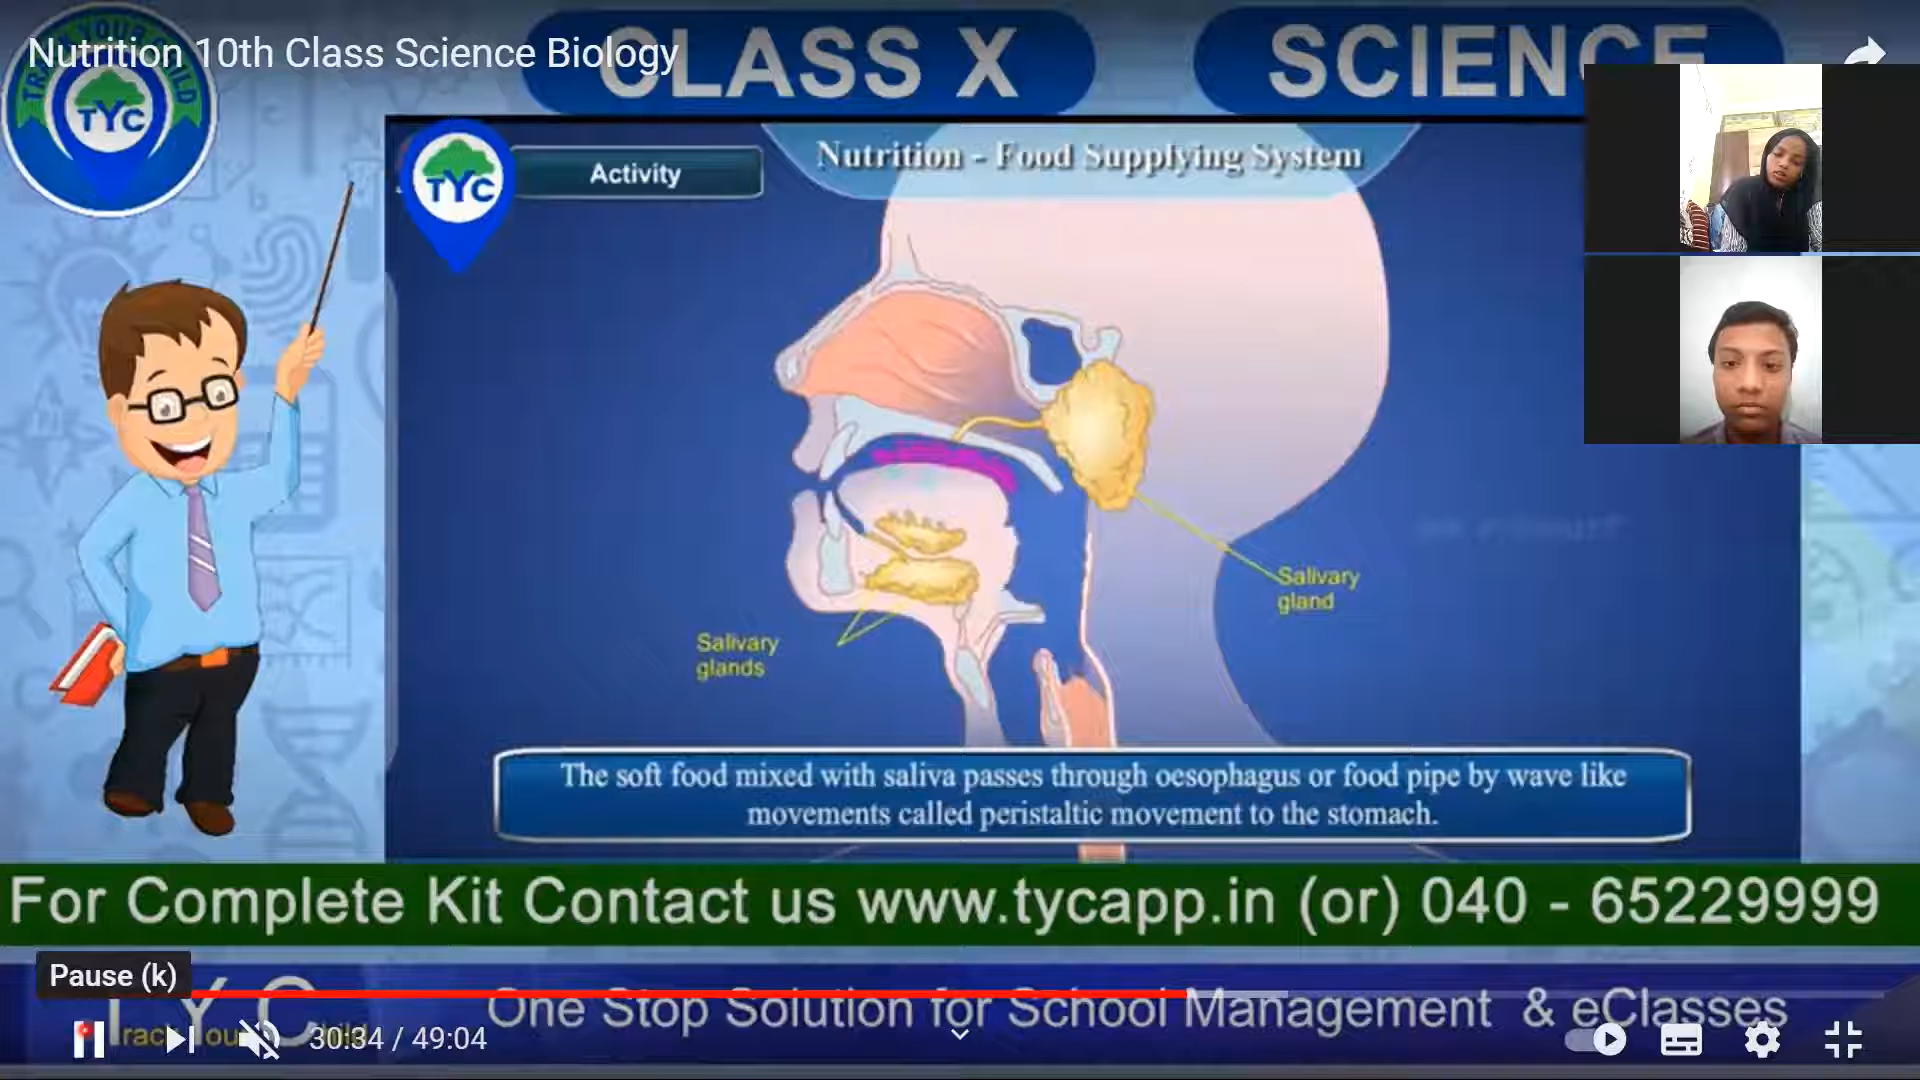 Nutrition 10th Class Science Biology
CLASS X
SCIENCE
TYC
TYC
Activity
Nutrition - Food Supplying System
Salivary
gland
Salivary
glands
The soft food mixed with saliva passes through oesophagus or food pipe by wave like
movements called peristaltic movement to the stomach.
For Complete Kit Contact us www.tycapp.in (or) 040 - 65229999
Pause (k)
T Y C
One Stop Solution for School Management & eClasses
30:34 / 49:04